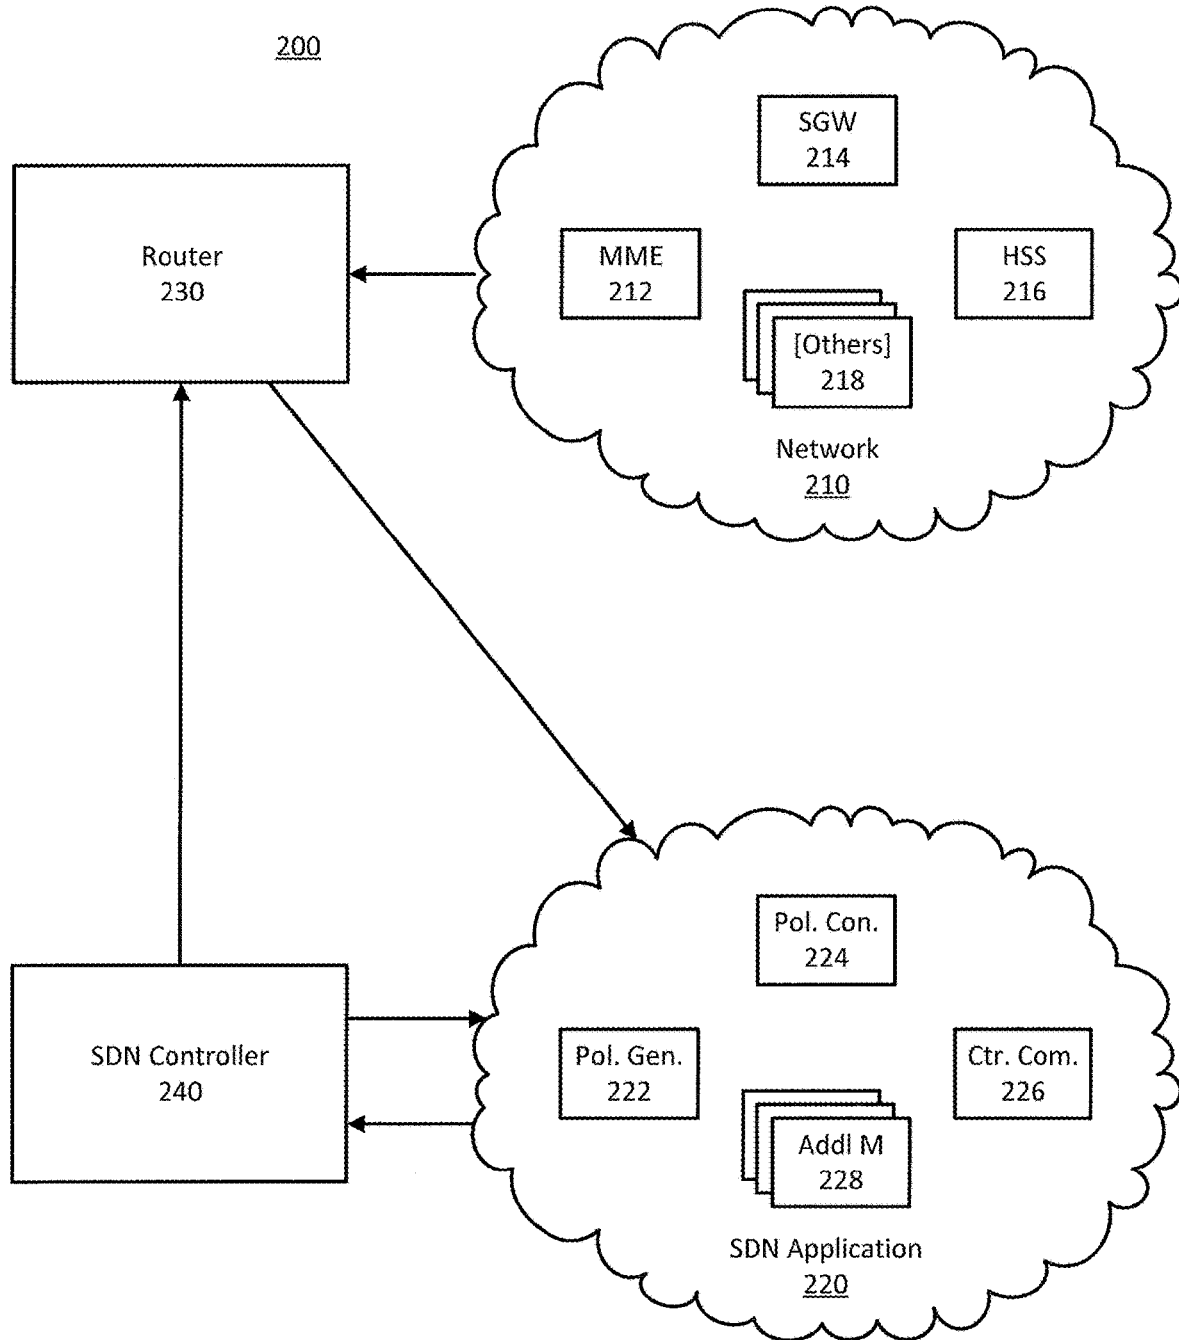 200
SGW
214
Router
230
MME
212
HSS
216
[Others]
218
Network
210
Pol. Con.
224
SDN Controller
240
Pol. Gen.
222
Ctr. Com.
226
Addl M
228
SDN Application
220